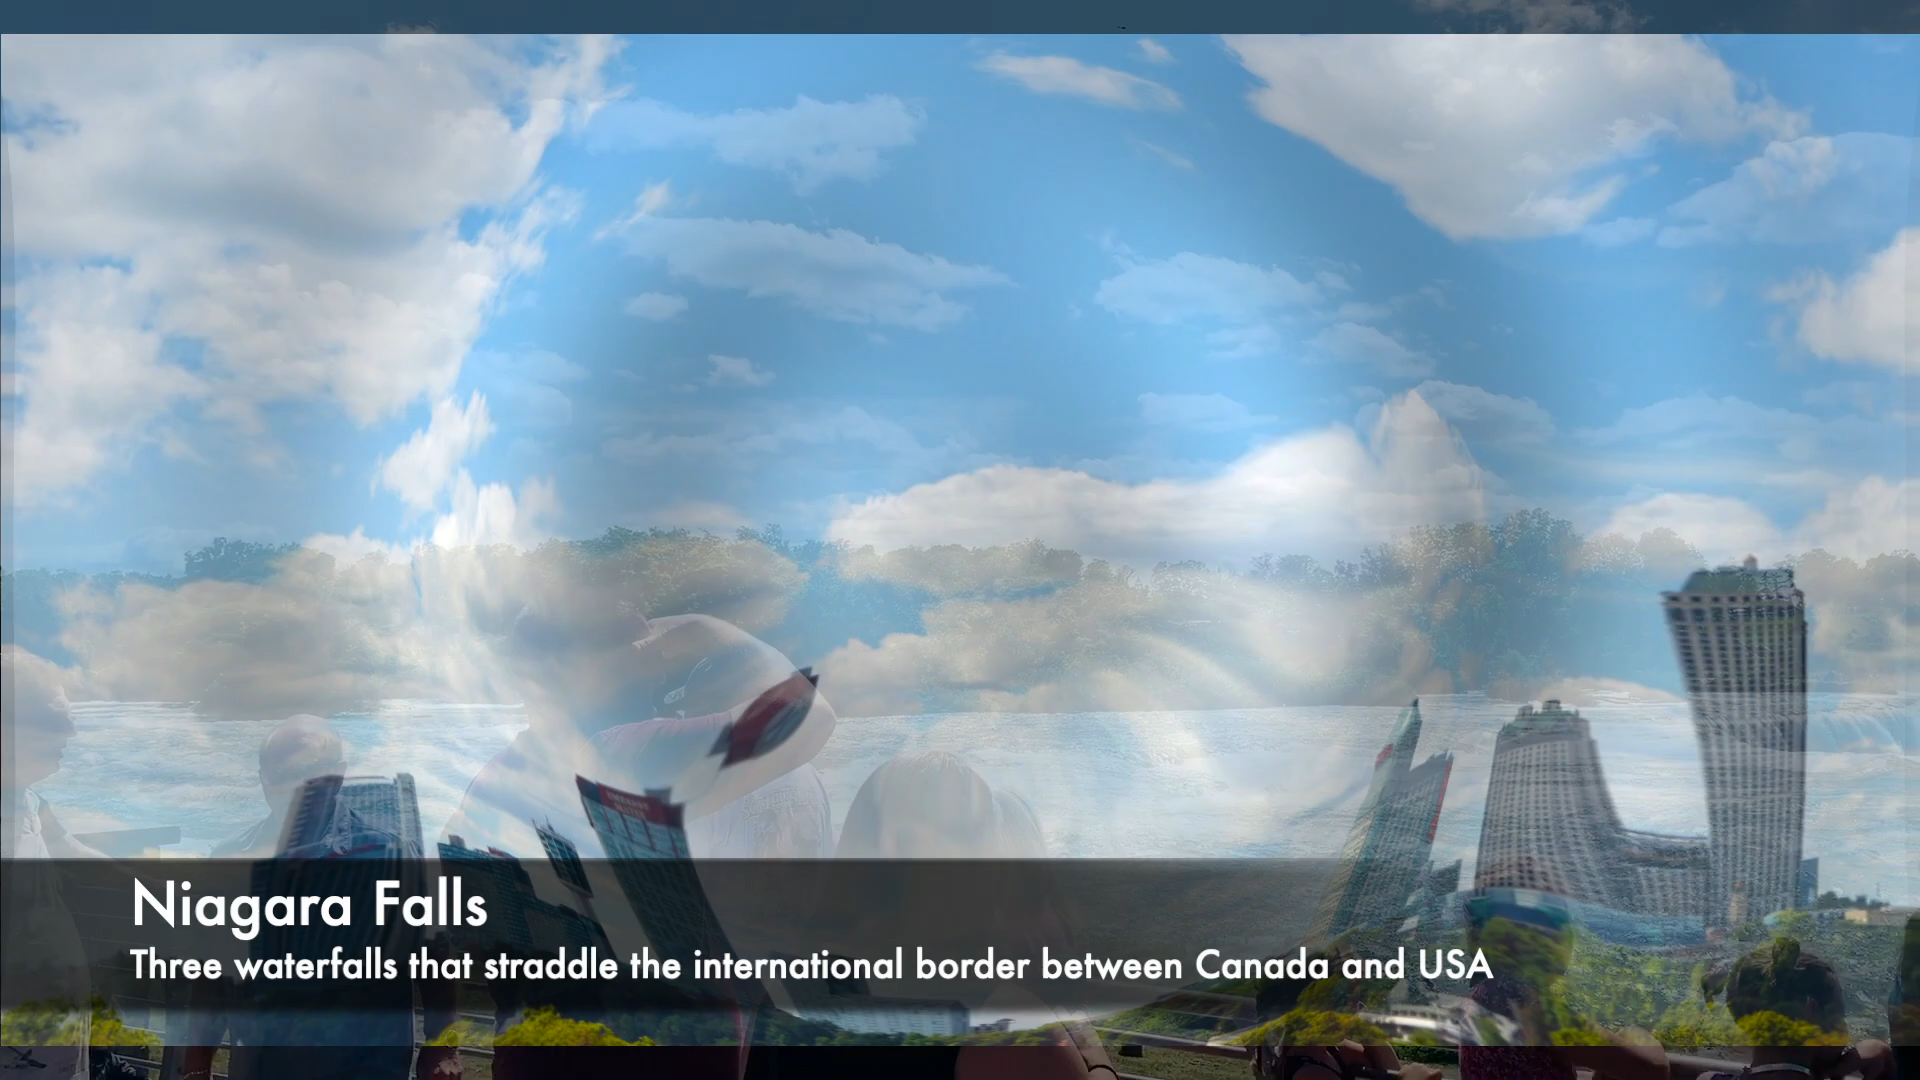 Niagara Falls
Three waterfalls that straddle the international border between Canada and USA